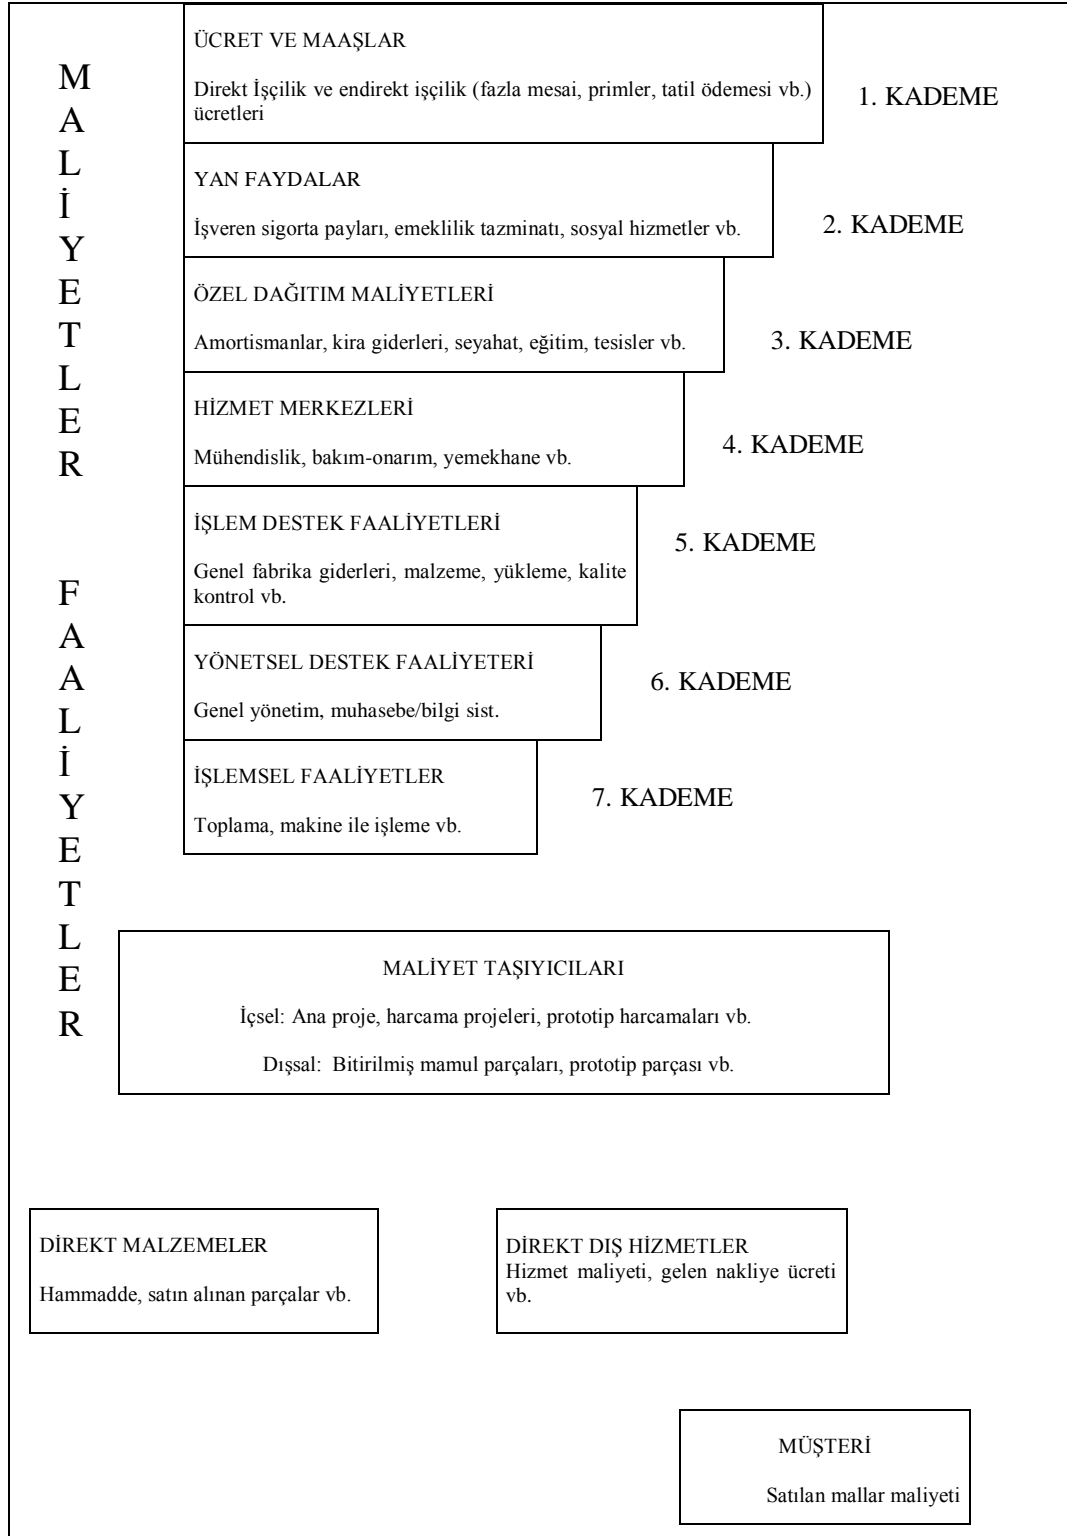 MALİYETLER
FAALİYETLER
ÜCRET VE MAAŞLAR
Direkt İşçilik ve endirekt işçilik (fazla mesai, primler, tatil ödemesi vb.)
ücretleri
1. KADEME
YAN FAYDALAR
İşveren sigorta payları, emeklilik tazminatı, sosyal hizmetler vb.
2. KADEME
ÖZEL DAĞITIM MALİYETLERİ
Amortismanlar, kira giderleri, seyahat, eğitim, tesisler vb.
3. KADEME
HİZMET MERKEZLERİ
Mühendislik, bakım-onarım, yemekhane vb.
4. KADEME
İŞLEM DESTEK FAALİYETLERİ
Genel fabrika giderleri, malzeme, yükleme, kalite
kontrol vb.
5. KADEME
YÖNETSEL DESTEK FAALİYETERİ
Genel yönetim, muhasebe/bilgi sist.
6. KADEME
İŞLEMSEL FAALİYETLER
Toplama, makine ile işleme vb.
7. KADEME
MALİYET TAŞIYICILARI
İçsel: Ana proje, harcama projeleri, prototip harcamaları vb.
Dışsal: Bitirilmiş mamul parçaları, prototip parçası vb.
DİREKT MALZEMELER
Hammadde, satın alınan parçalar vb.
DİREKT DIŞ HİZMETLER
Hizmet maliyeti, gelen nakliye ücreti
vb.
MÜŞTERİ
Satılan mallar maliyeti